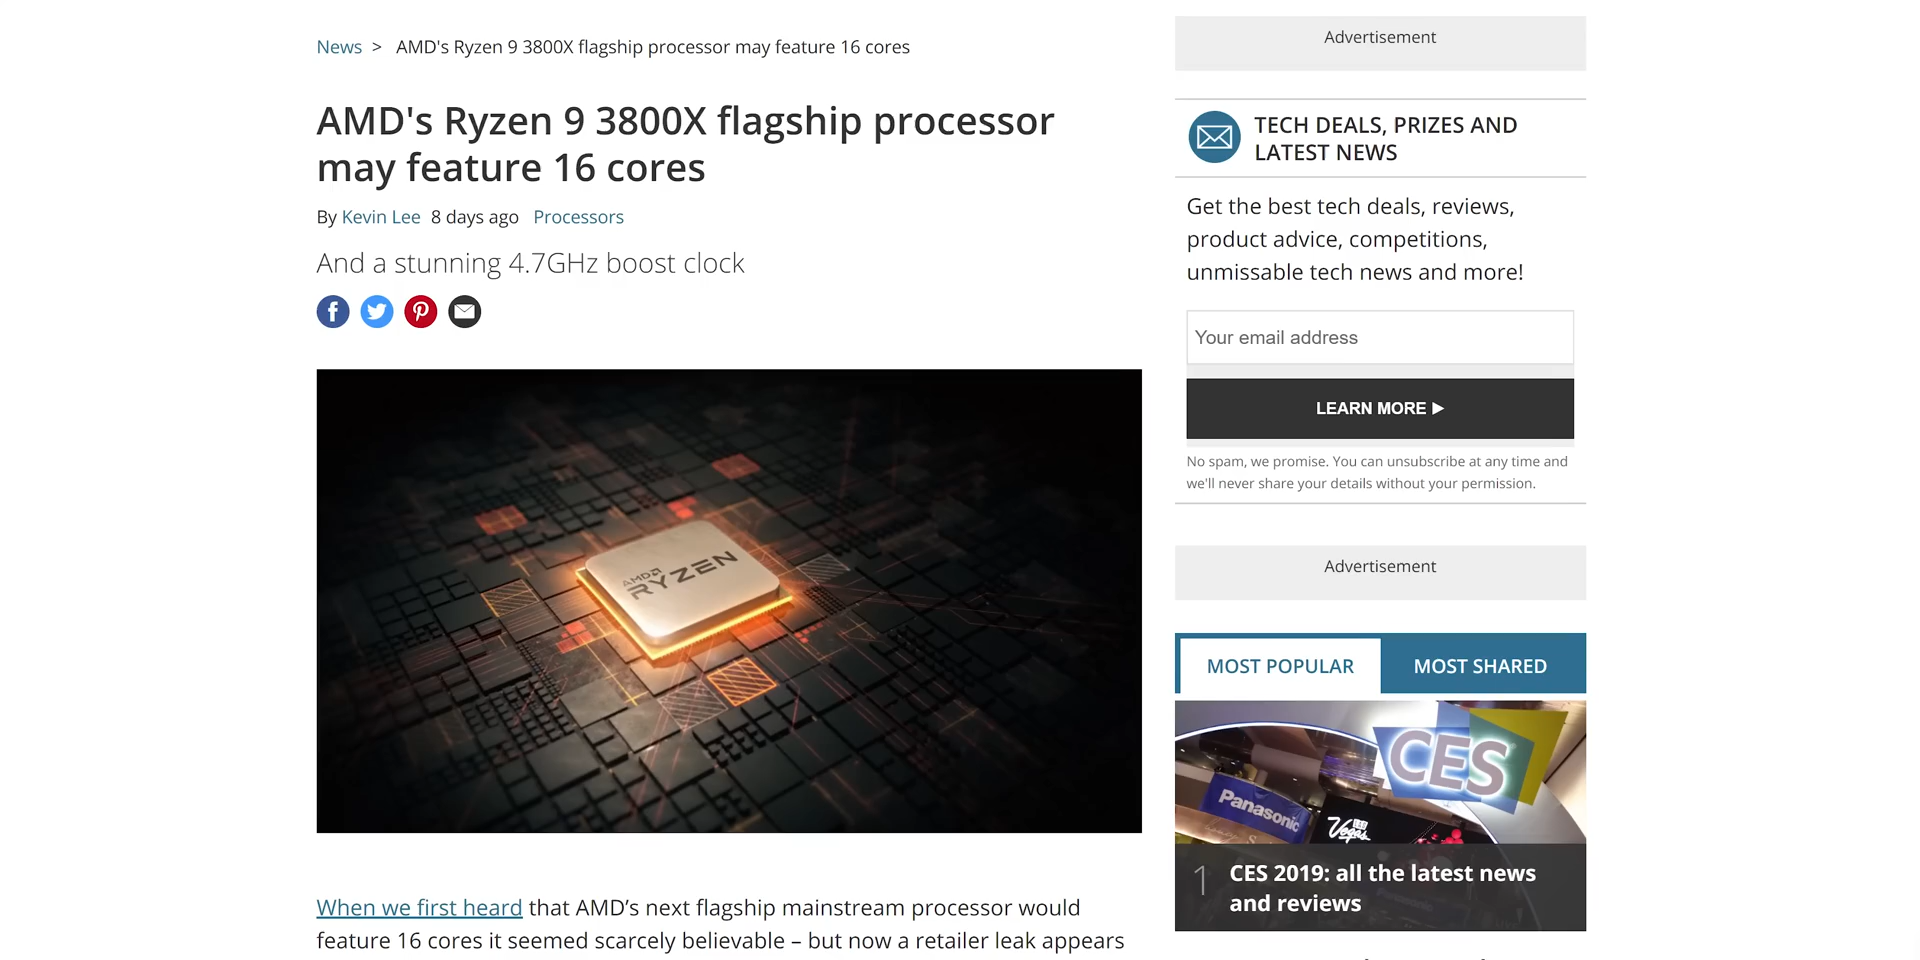 News > AMD's Ryzen 9 3800X flagship processor may feature 16 cores
AMD's Ryzen 9 3800X flagship processor
may feature 16 cores
By Kevin Lee 8 days ago Processors
And a stunning 4.7GHz boost clock
AMD
RYZEN
When we first heard that AMD’s next flagship mainstream processor would
feature 16 cores it seemed scarcely believable – but now a retailer leak appears
Advertisement
TECH DEALS, PRIZES AND
LATEST NEWS
Get the best tech deals, reviews,
product advice, competitions,
unmissable tech news and more!
Your email address
LEARN MORE ▶
No spam, we promise. You can unsubscribe at any time and
we'll never share your details without your permission.
Advertisement
MOST POPULAR MOST SHARED
CES
Panasonic
Vegas
1 CES 2019: all the latest news
and reviews